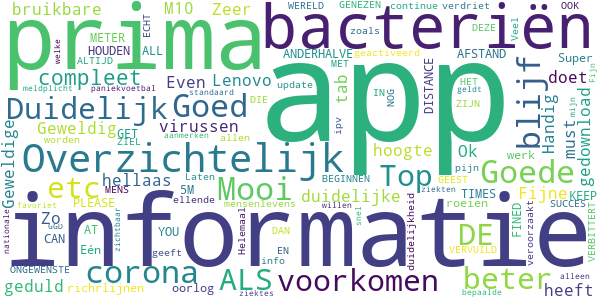 prima
app
informatie
bacteriën
Overzichtelijk
Duidelijk
Goed
Mooi
corona
ALS
voorkomen
beter
blijf
Goede
Top
DE
etc
compleet
bruikbare
M10
Zeer
METER
HOUDEN
ALL
ECHT
ALTIJD
welke
meldplicht
paniekvoetbal
standaard
Even
Lenovo
virussen
tab
hoogte
Geweldig
Geweldige
worden
GET
ZIEL
aanmerken
allen
update
ipv
hellaas
Laten
5M
ellende
mensenlevens
BEGINNEN
Ok
pijn
ziekten
duidelijke
TIMES
roeien
willen
GEEST
Fijne
werk
must
Handig
gedownload
Super
doet
Veel
zoals
geactiveerd
ANDERHALVE
AFSTAND
MET
DISTANCE
IN
NOG
HET
ZIJN
geldt
mijn
Fijn
DEZE
WERELD
GENEZEN
continue
verdriet
OOK
DIE
KEEP
SUCCES
VERBITTERT
MENS
PLEASE
Zo
CAN
AT
YOU
Eén
nationale
favoriet
GGD
zichtbaar
ONGEWENSTE
geduld
richtlijnen
oorlog
ziektes
geeft
Helemaal
DAN
EN
info
duidelijkheid
snel
FINED
VERVUILD
veroorzaakt
bepaalde
alleen
heeft